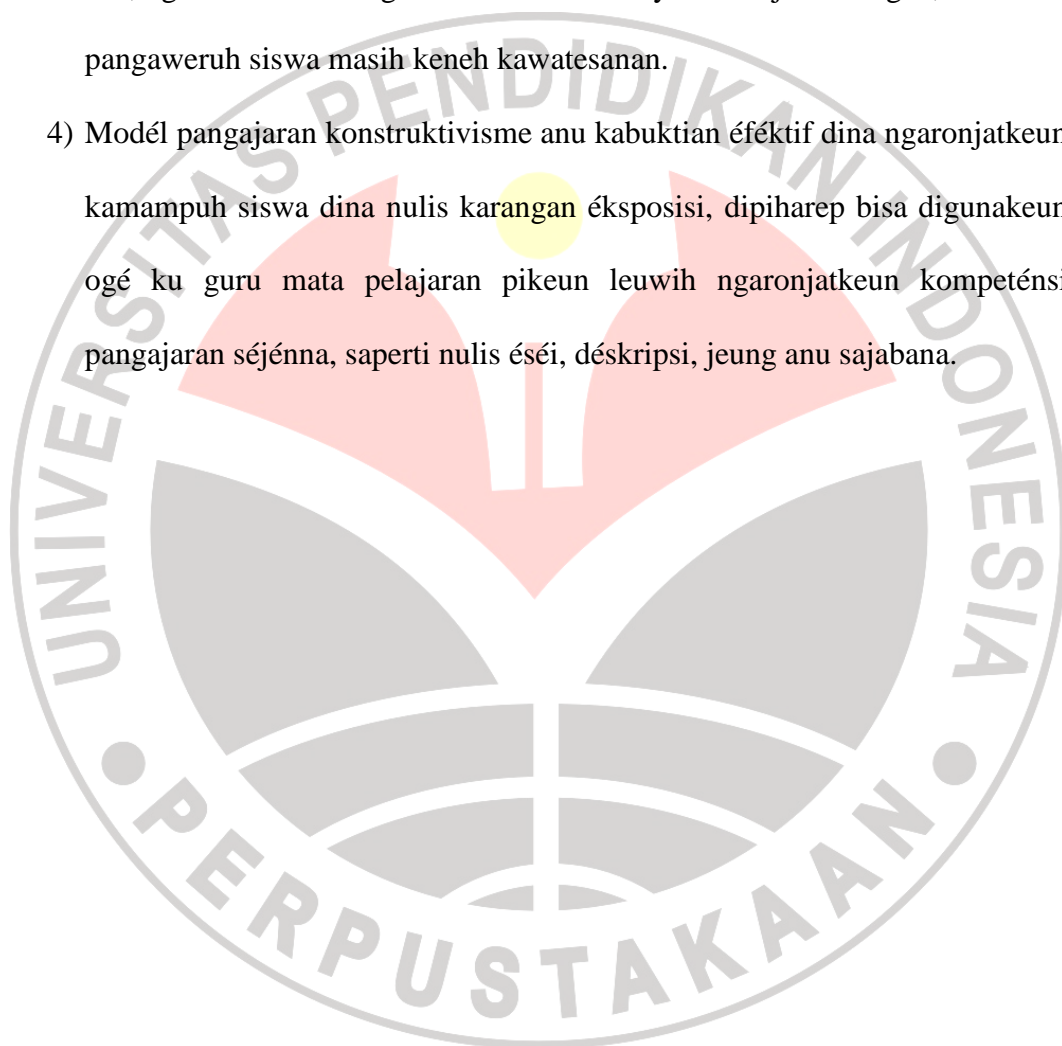 pangaweruh siswa masih keneh kawatesanan.
4) Modél pangajaran konstruktivisme anu kabuktian éféktif dina ngaronjatkeun
kamampuh siswa dina nulis karangan éksposisi, dipiharep bisa digunakeun
ogé ku guru mata pelajaran pikeun leuwih ngaronjatkeun kompeténsi
pangajaran séjénna, saperti nulis éséi, déskripsi, jeung anu sajabana.
UNIVERSITAS PENDIDIKAN INDONESIA
PERPUSTAKAAN